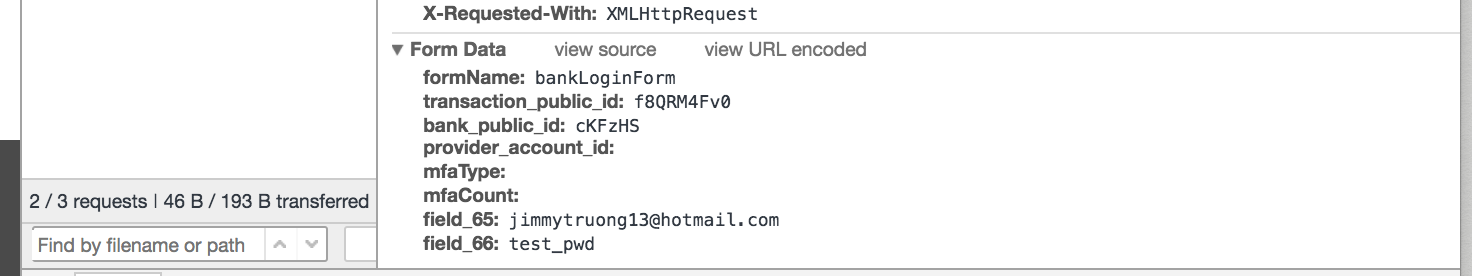 X-Requested-With: XMLHttpRequest
▼ Form Data view source view URL encoded
formName: bankLoginForm
transaction_public_id: f8QRM4Fv0
bank_public_id: cKFzHS
provider_account_id:
mfaType:
mfaCount:
field_65: jimmytruong13@hotmail.com
field_66: test_pwd
2 / 3 requests | 46 B / 193 B transferred
Find by filename or path